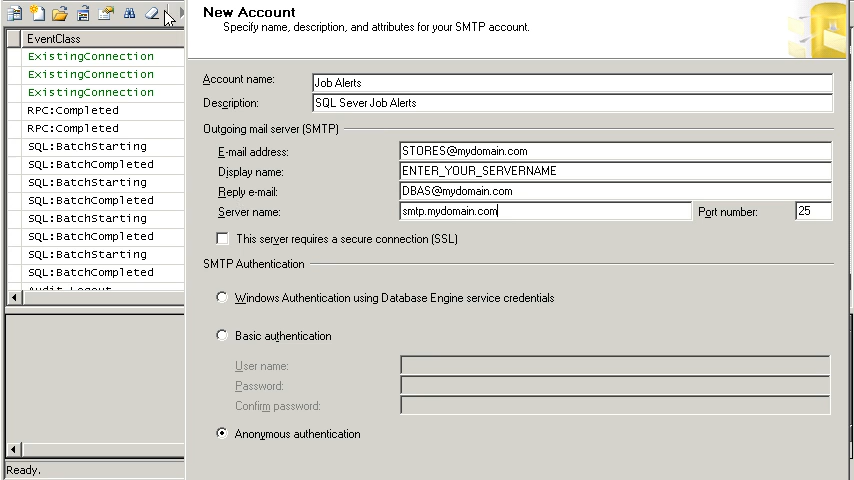 New Account
Specify name, description, and attributes for your SMTP account.
EventClass
ExistingConnection
ExistingConnection
ExistingConnection
RPC:Completed
RPC:Completed
SQL:BatchStarting
SQL:BatchCompleted
SQL:BatchStarting
SQL:BatchCompleted
SQL:BatchStarting
SQL:BatchCompleted
SQL:BatchStarting
SQL:BatchCompleted
Audit Logout
Ready.
Account name: Job Alerts
Description: SQL Sever Job Alerts
Outgoing mail server (SMTP)
E-mail address: STORES@mydomain.com
Display name: ENTER_YOUR_SERVERNAME
Reply e-mail: DBAS@mydomain.com
Server name: smtp.mydomain.com Port number: 25
This server requires a secure connection (SSL)
SMTP Authentication
Windows Authentication using Database Engine service credentials
Basic authentication
User name:
Password:
Confirm password:
Anonymous authentication